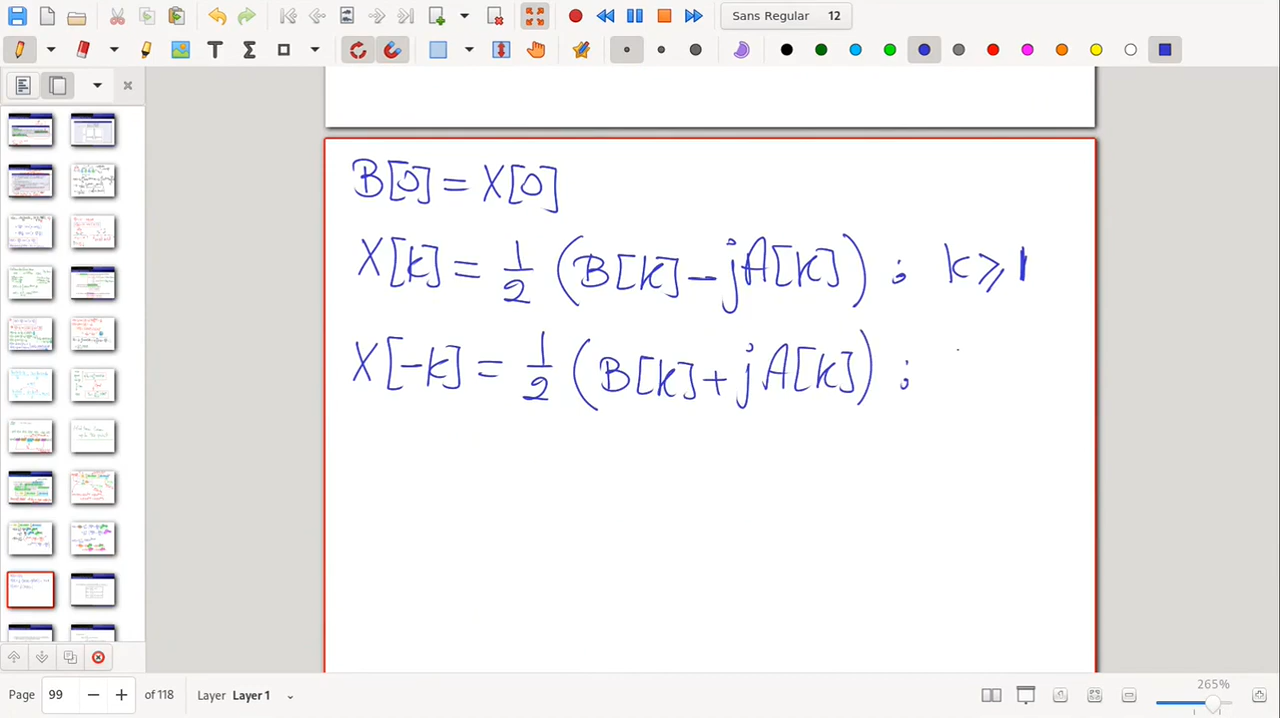 Sans Regular 12
B[0] = X[0]
X[k] = 1/2 (B[k] - jA[k]) ; k ⩾ 1
X[-k] = 1/2 (B[k] + jA[k]) ;
Page 99 of 118 Layer Layer 1 265%